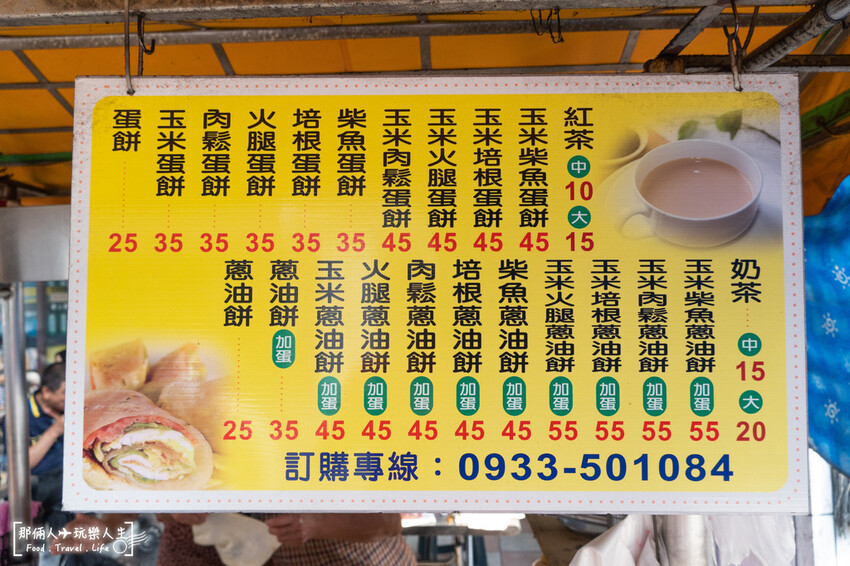 蛋餅 25
玉米蛋餅 35
肉鬆蛋餅 35
火腿蛋餅 35
培根蛋餅 35
柴魚蛋餅 35
玉米肉鬆蛋餅 45
玉米火腿蛋餅 45
玉米培根蛋餅 45
玉米柴魚蛋餅 45
紅茶 中 10 大 15
蔥油餅 25
蔥油餅 加蛋 35
玉米蔥油餅 加蛋 45
火腿蔥油餅 加蛋 45
肉鬆蔥油餅 加蛋 45
培根蔥油餅 加蛋 45
柴魚蔥油餅 加蛋 45
玉米火腿蔥油餅 加蛋 55
玉米培根蔥油餅 加蛋 55
玉米肉鬆蔥油餅 加蛋 55
玉米柴魚蔥油餅 加蛋 55
奶茶 中 15 大 20
訂購專線：0933-501084
那倆人玩樂人生
Food . Travel . Life